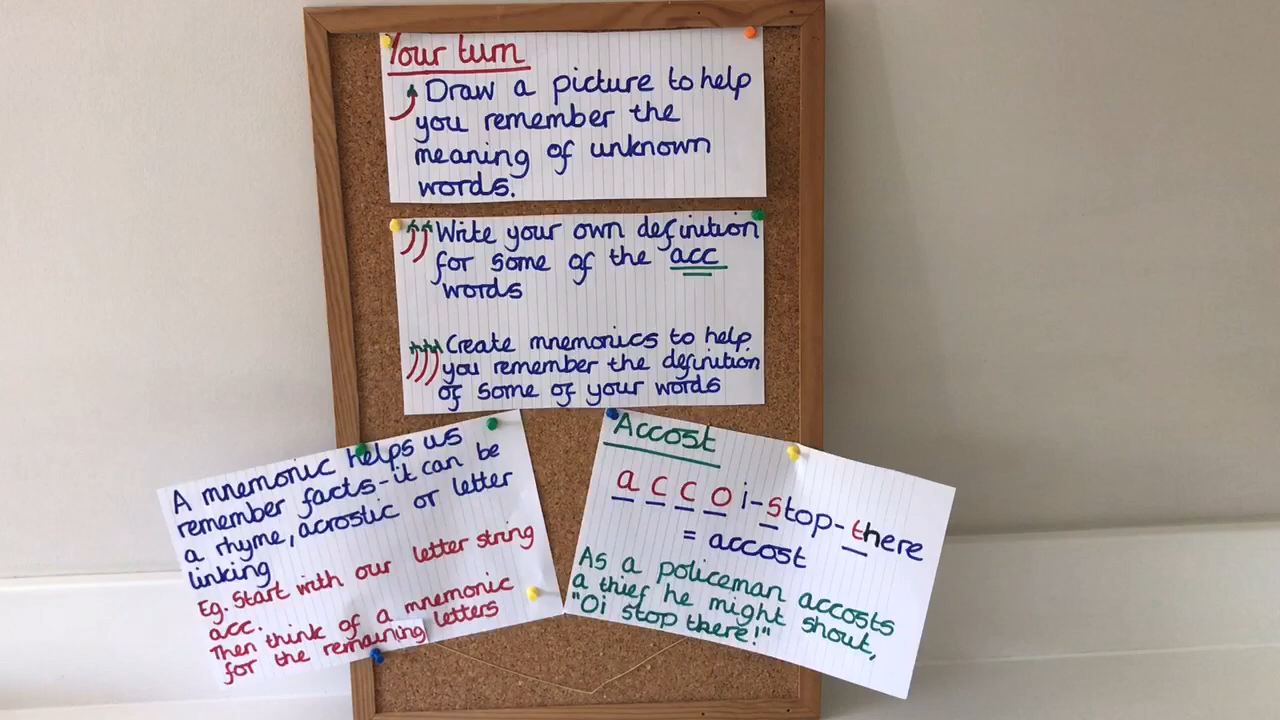 Your turn
Draw a picture to help
you remember the
meaning of unknown
words.
Write your own definition
for some of the acc
words
Create mnemonics to help
you remember the definition
of some of your words
A mnemonic helps us
remember facts-it can be
a rhyme, acrostic or letter
linking
Eg. Start with our letter string
acc.
Then think of a mnemonic
for the remaining letters
Accost
a c c o i-stop-there
= accost
As a policeman accosts
a thief he might shout,
"Oi stop there!"